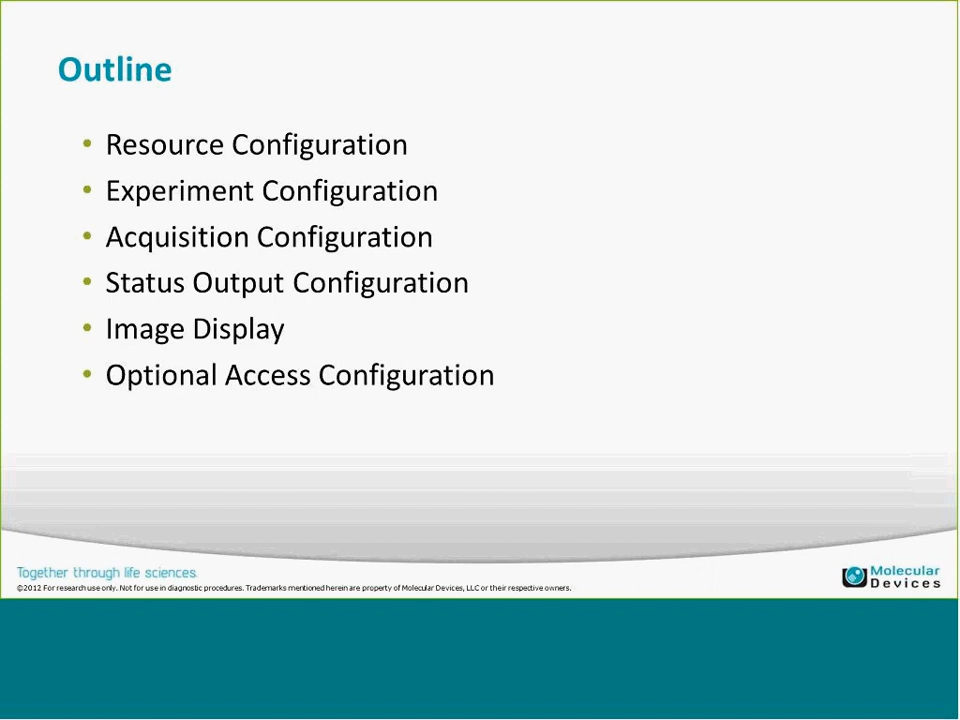 Outline
• Resource Configuration
• Experiment Configuration
• Acquisition Configuration
• Status Output Configuration
• Image Display
• Optional Access Configuration
Together through life sciences.
©2012 For research use only. Not for use in diagnostic procedures. Trademarks mentioned herein are property of Molecular Devices, LLC or their respective owners.
Molecular
Devices